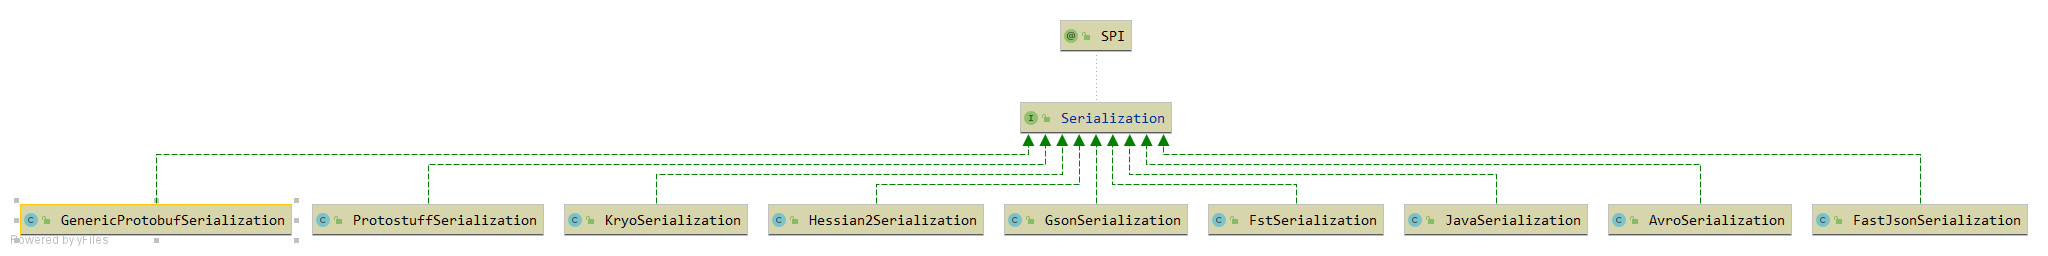 @ SPI
I Serialization
C GenericProtobufSerialization
C ProtostuffSerialization
C KryoSerialization
C Hessian2Serialization
C GsonSerialization
C FstSerialization
C JavaSerialization
C AvroSerialization
C FastJsonSerialization
Powered by yFiles